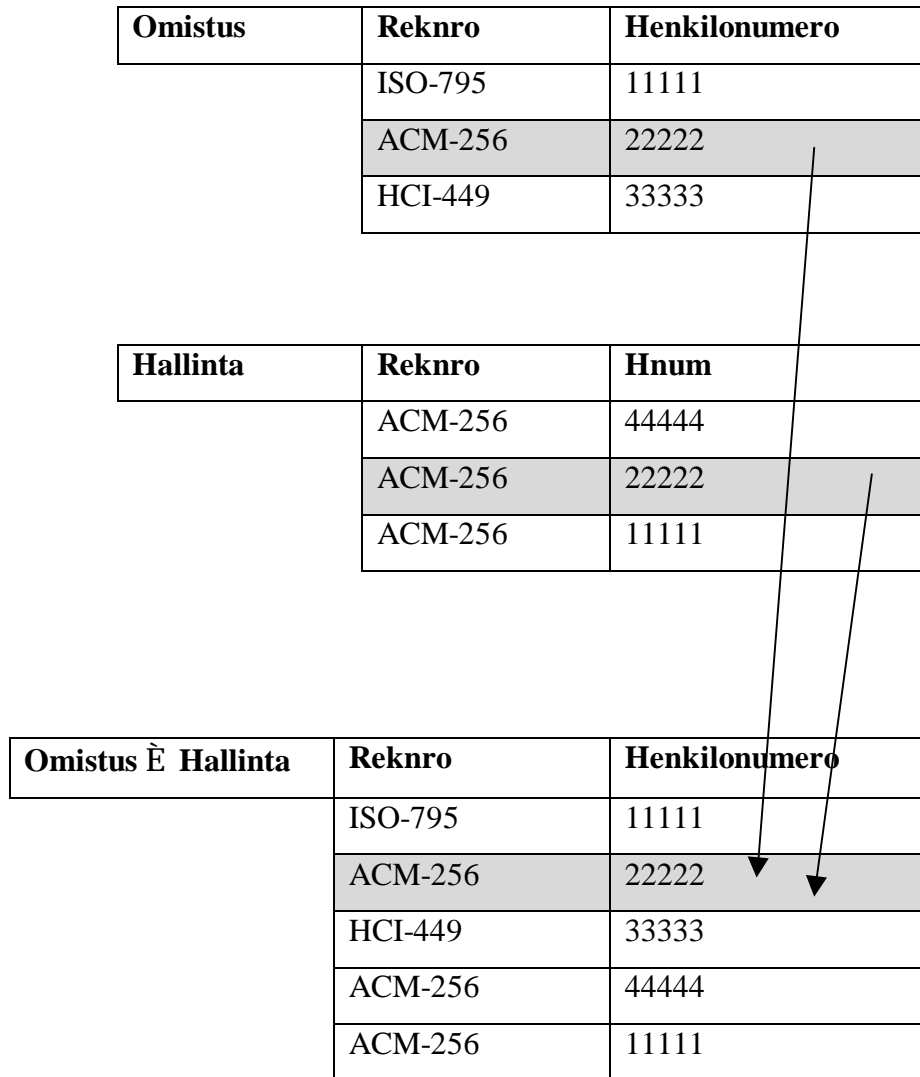 Omistus Reknro Henkilonumero
ISO-795 11111
ACM-256 22222
HCI-449 33333
Hallinta Reknro Hnum
ACM-256 44444
ACM-256 22222
ACM-256 11111
Omistus È Hallinta Reknro Henkilonumero
ISO-795 11111
ACM-256 22222
HCI-449 33333
ACM-256 44444
ACM-256 11111